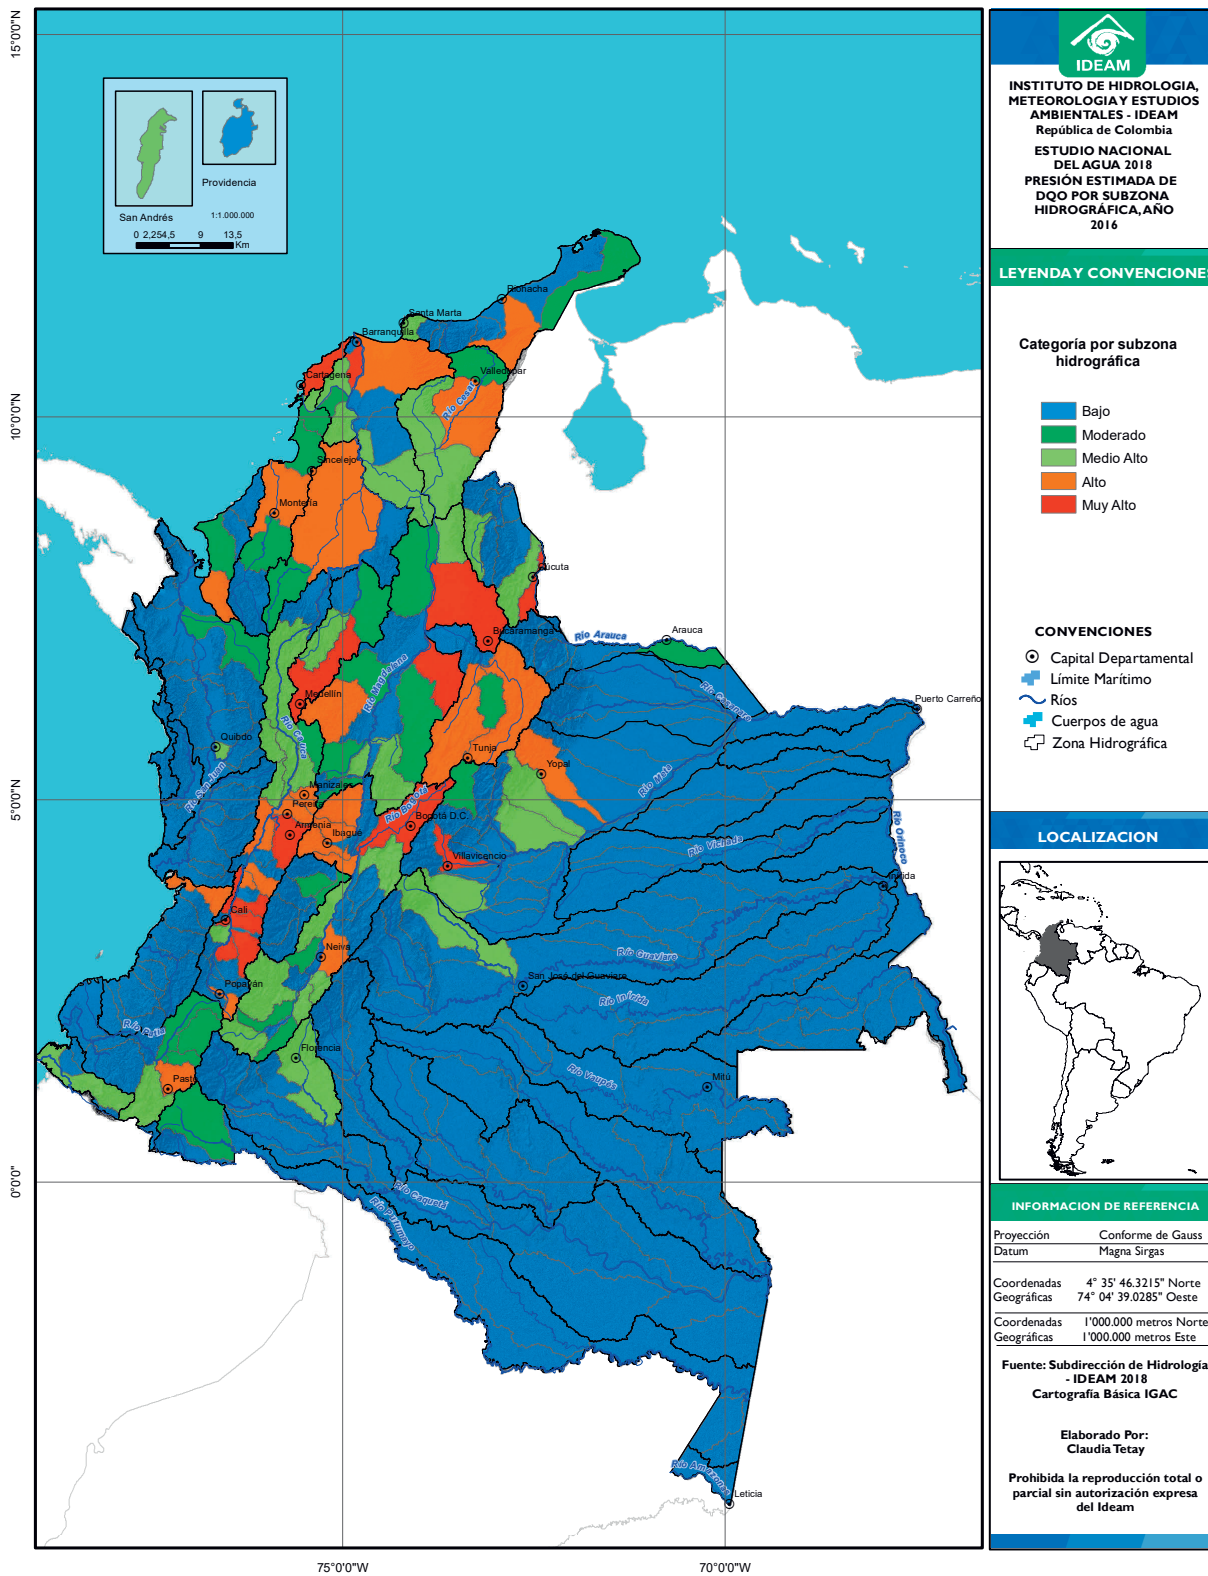 15°0'0"N
10°0'0"N
5°0'0"N
0°0'0"
75°0'0"W
70°0'0"W
San Andrés
Providencia
1:1.000.000
0 2,254,5 9 13,5
Km
Riohacha
Santa Marta
Barranquilla
Cartagena
Valledupar
Río Cesar
Sincelejo
Montería
Cúcuta
Bucaramanga
Río Arauca
Arauca
Río Magdalena
Medellín
Río Casanare
Puerto Carreño
Río Cauca
Quibdo
Tunja
Yopal
Río San Juan
Manizales
Río Meta
Pereira
Río Bogotá
Armenia
Bogotá D.C.
Ibagué
Río Orinoco
Río Vichada
Villavicencio
Inírida
Cali
Neiva
Río Guaviare
San José del Guaviare
Popayán
Río Inírida
Río Patía
Florencia
Río Vaupés
Pasto
Mitú
Río Caquetá
Río Putumayo
Río Amazonas
Leticia
IDEAM
INSTITUTO DE HIDROLOGIA,
METEOROLOGIA Y ESTUDIOS
AMBIENTALES - IDEAM
República de Colombia
ESTUDIO NACIONAL
DEL AGUA 2018
PRESIÓN ESTIMADA DE
DQO POR SUBZONA
HIDROGRÁFICA, AÑO
2016
LEYENDA Y CONVENCIONES
Categoría por subzona
hidrográfica
Bajo
Moderado
Medio Alto
Alto
Muy Alto
CONVENCIONES
Capital Departamental
Límite Marítimo
Ríos
Cuerpos de agua
Zona Hidrográfica
LOCALIZACION
INFORMACION DE REFERENCIA
Proyección Conforme de Gauss
Datum Magna Sirgas
Coordenadas 4° 35' 46.3215" Norte
Geográficas 74° 04' 39.0285" Oeste
Coordenadas 1'000.000 metros Norte
Geográficas 1'000.000 metros Este
Fuente: Subdirección de Hidrología
- IDEAM 2018
Cartografía Básica IGAC
Elaborado Por:
Claudia Tetay
Prohibida la reproducción total o
parcial sin autorización expresa
del Ideam